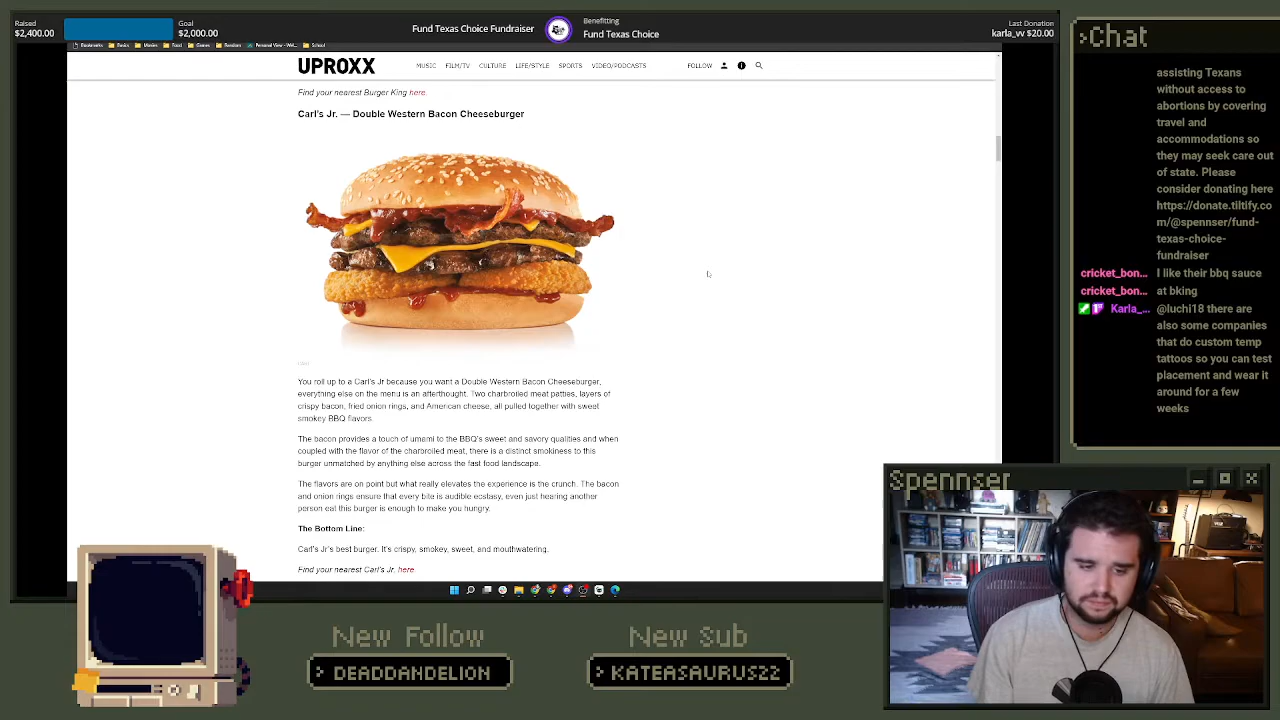 Raised
$2,400.00
Goal
$2,000.00
Fund Texas Choice Fundraiser
Benefitting
Fund Texas Choice
Last Donation
karla_vv $20.00
Bookmarks
Movies
Food
Games
Random
School
UPROXX
MUSIC FILM/TV CULTURE LIFE/STYLE SPORTS VIDEO/PODCASTS
FOLLOW
Find your nearest Burger King here.
Carl's Jr. — Double Western Bacon Cheeseburger
You roll up to a Carl's Jr because you want a Double Western Bacon Cheeseburger,
everything else on the menu is an afterthought. Two charbroiled meat patties, layers of
crispy bacon, fried onion rings, and American cheese, all pulled together with sweet
smokey BBQ flavors.
The bacon provides a touch of umami to the BBQ's sweet and savory qualities and when
coupled with the flavor of the charbroiled meat, there is a distinct smokiness to this
burger unmatched by anything else across the fast food landscape.
The flavors are on point but what really elevates the experience is the crunch. The bacon
and onion rings ensure that every bite is audible ecstasy, even just hearing another
person eat this burger is enough to make you hungry.
The Bottom Line:
Carl's Jr's best burger. It's crispy, smokey, sweet, and mouthwatering.
Find your nearest Carl's Jr. here.
>Chat
assisting Texans
without access to
abortions by covering
travel and
accommodations so
they may seek care out
of state. Please
consider donating here
https://donate.tiltify.co
m/@spennser/fund-
texas-choice-
fundraiser
cricket_bon... I like their bbq sauce
cricket_bon... at bking
Karla_... @luchi18 there are
also some companies
that do custom temp
tattoos so you can test
placement and wear it
around for a few
weeks
Spennser
New Follow
> DEADDANDELION
New Sub
> KATEASAURUS22